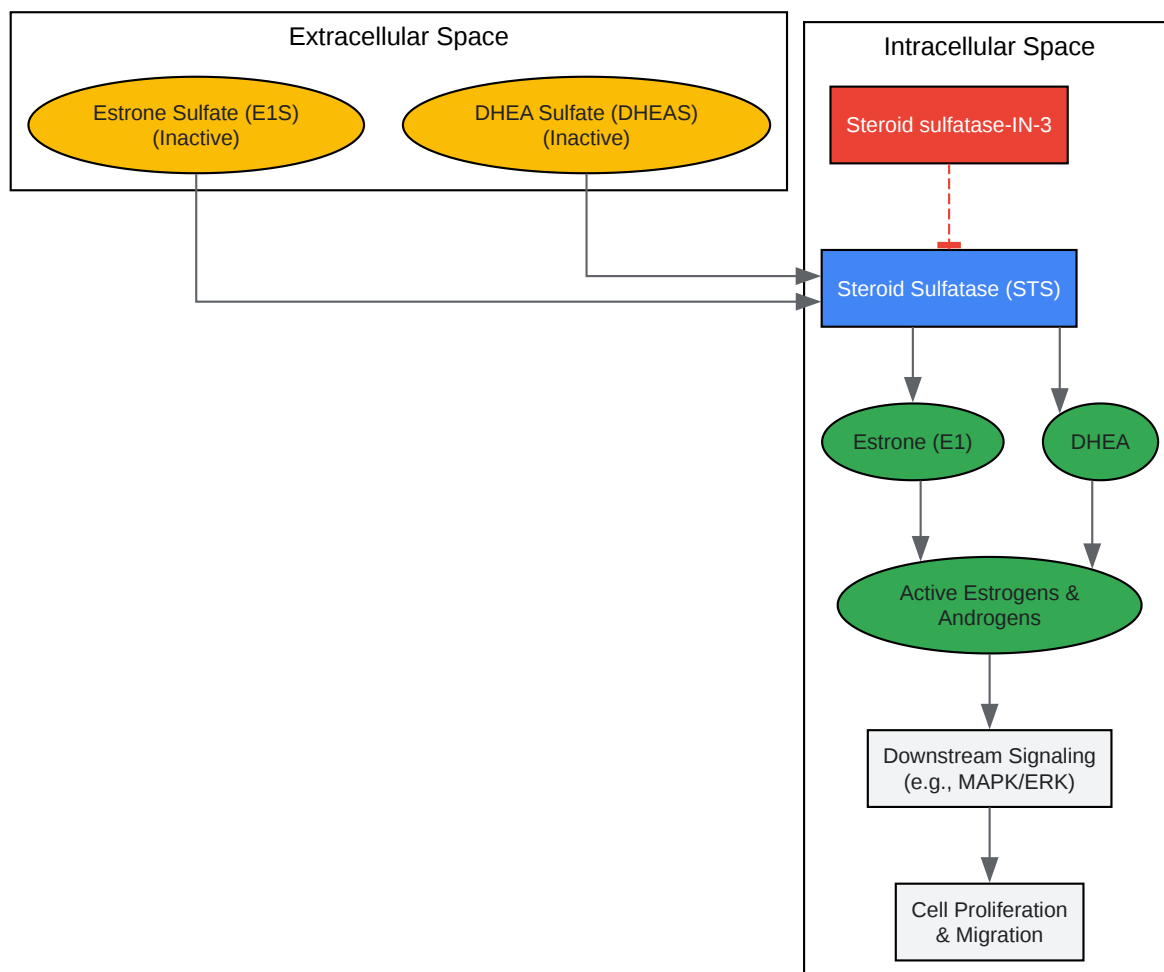 Extracellular Space
Estrone Sulfate (E1S)
(Inactive)
DHEA Sulfate (DHEAS)
(Inactive)
Intracellular Space
Steroid sulfatase-IN-3
Steroid Sulfatase (STS)
Estrone (E1)
DHEA
Active Estrogens &
Androgens
Downstream Signaling
(e.g., MAPK/ERK)
Cell Proliferation
& Migration